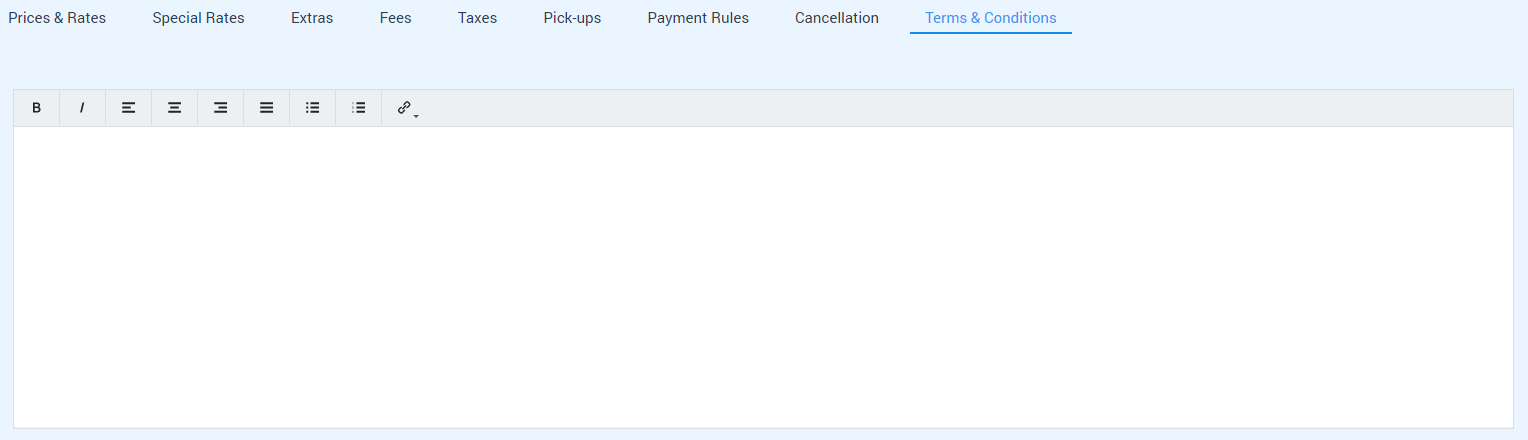 Prices & Rates Special Rates Extras Fees Taxes Pick-ups Payment Rules Cancellation Terms & Conditions
B I